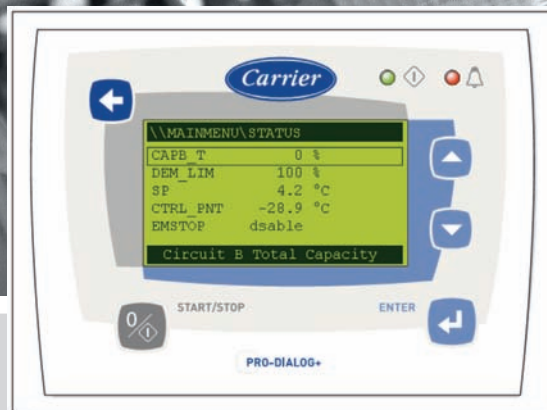 Carrier
\\MAINMENU\STATUS
CAPB_T 0 %
DEM_LIM 100 %
SP 4.2 °C
CTRL_PNT -28.9 °C
EMSTOP dsable
Circuit B Total Capacity
START/STOP
ENTER
PRO-DIALOG+